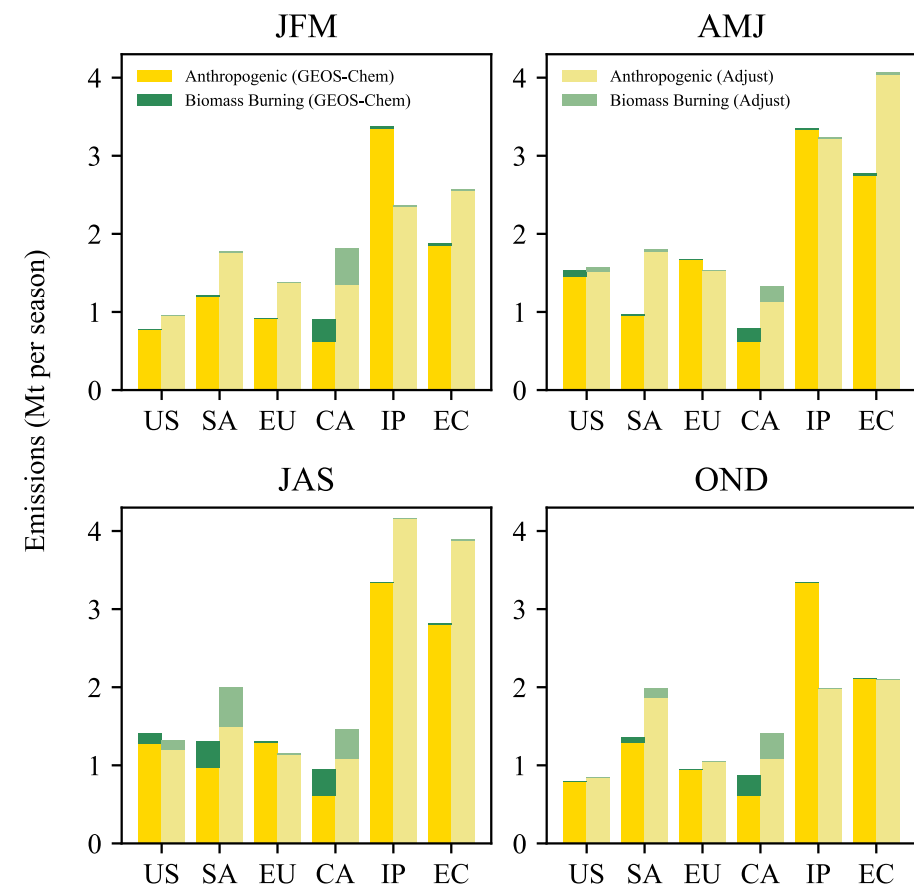 JFM
AMJ
Emissions (Mt per season)
4
3
2
1
0
Anthropogenic (GEOS-Chem)
Biomass Burning (GEOS-Chem)
US SA EU CA IP EC
4
3
2
1
0
Anthropogenic (Adjust)
Biomass Burning (Adjust)
US SA EU CA IP EC
JAS
OND
4
3
2
1
0
US SA EU CA IP EC
4
3
2
1
0
US SA EU CA IP EC